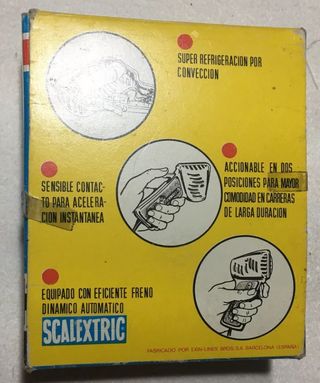 SUPER REFRIGERACION POR
CONVECCION
ACCIONABLE EN DOS
POSICIONES PARA MAYOR
COMODIDAD EN CARRERAS
DE LARGA DURACION
SENSIBLE CONTAC-
TO PARA ACELERA-
CION INSTANTANEA
EQUIPADO CON EFICIENTE FRENO
DINAMICO AUTOMATICO
SCALEXTRIC
FABRICADO POR EXIN-LINES BROS S.A. BARCELONA (ESPAÑA)